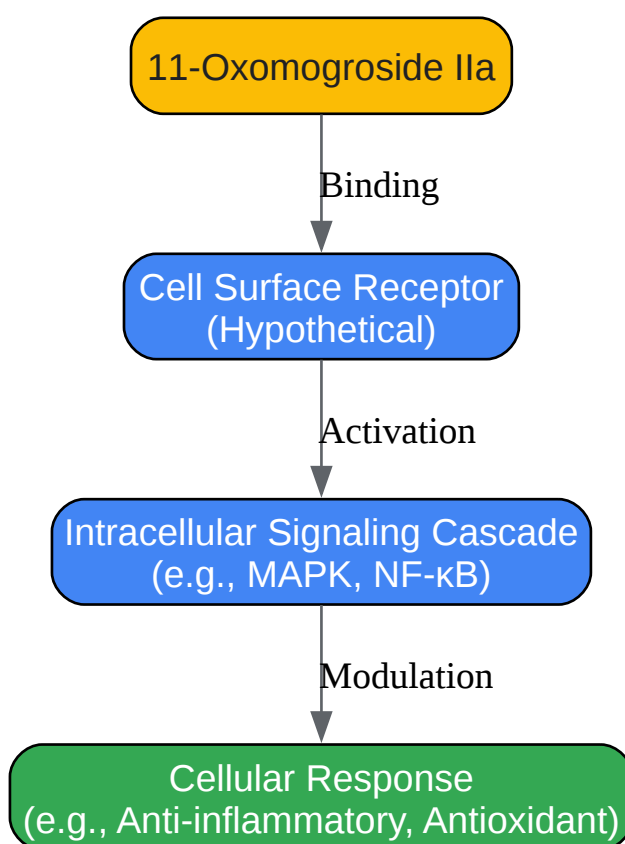 11-Oxomogroside IIa
Binding
Cell Surface Receptor
(Hypothetical)
Activation
Intracellular Signaling Cascade
(e.g., MAPK, NF-κB)
Modulation
Cellular Response
(e.g., Anti-inflammatory, Antioxidant)